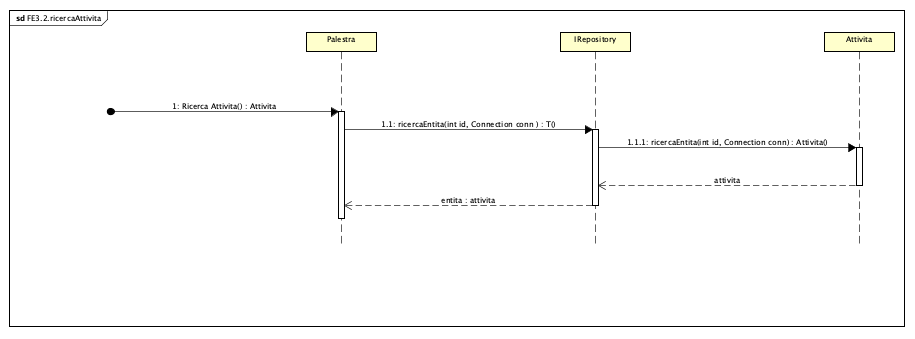 sd FE3.2.ricercaAttivita
Palestra
IRepository
Attivita
1: Ricerca Attivita() : Attivita
1.1: ricercaEntita(int id, Connection conn ) : T()
1.1.1: ricercaEntita(int id, Connection conn) : Attivita()
attivita
entita : attivita